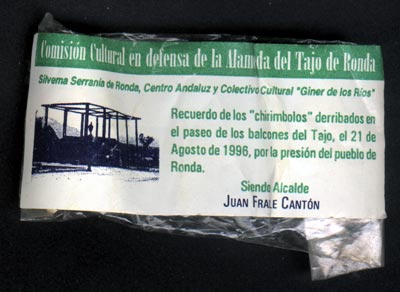 Comisión Cultural en defensa de la Alameda del Tajo de Ronda
Silvema Serranía de Ronda, Centro Andaluz y Colectivo Cultural "Giner de los Ríos"
Recuerdo de los "chirimbolos" derribados en
el paseo de los balcones del Tajo, el 21 de
Agosto de 1996, por la presión del pueblo de
Ronda.
Siendo Alcalde
JUAN FRALE CANTÓN